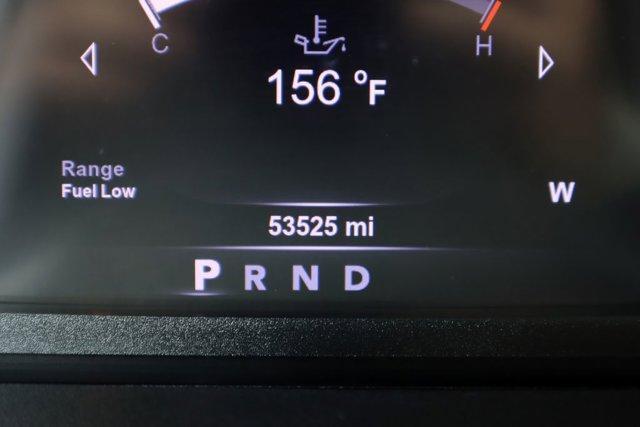 C H
156 °F
Range
Fuel Low W
53525 mi
P R N D